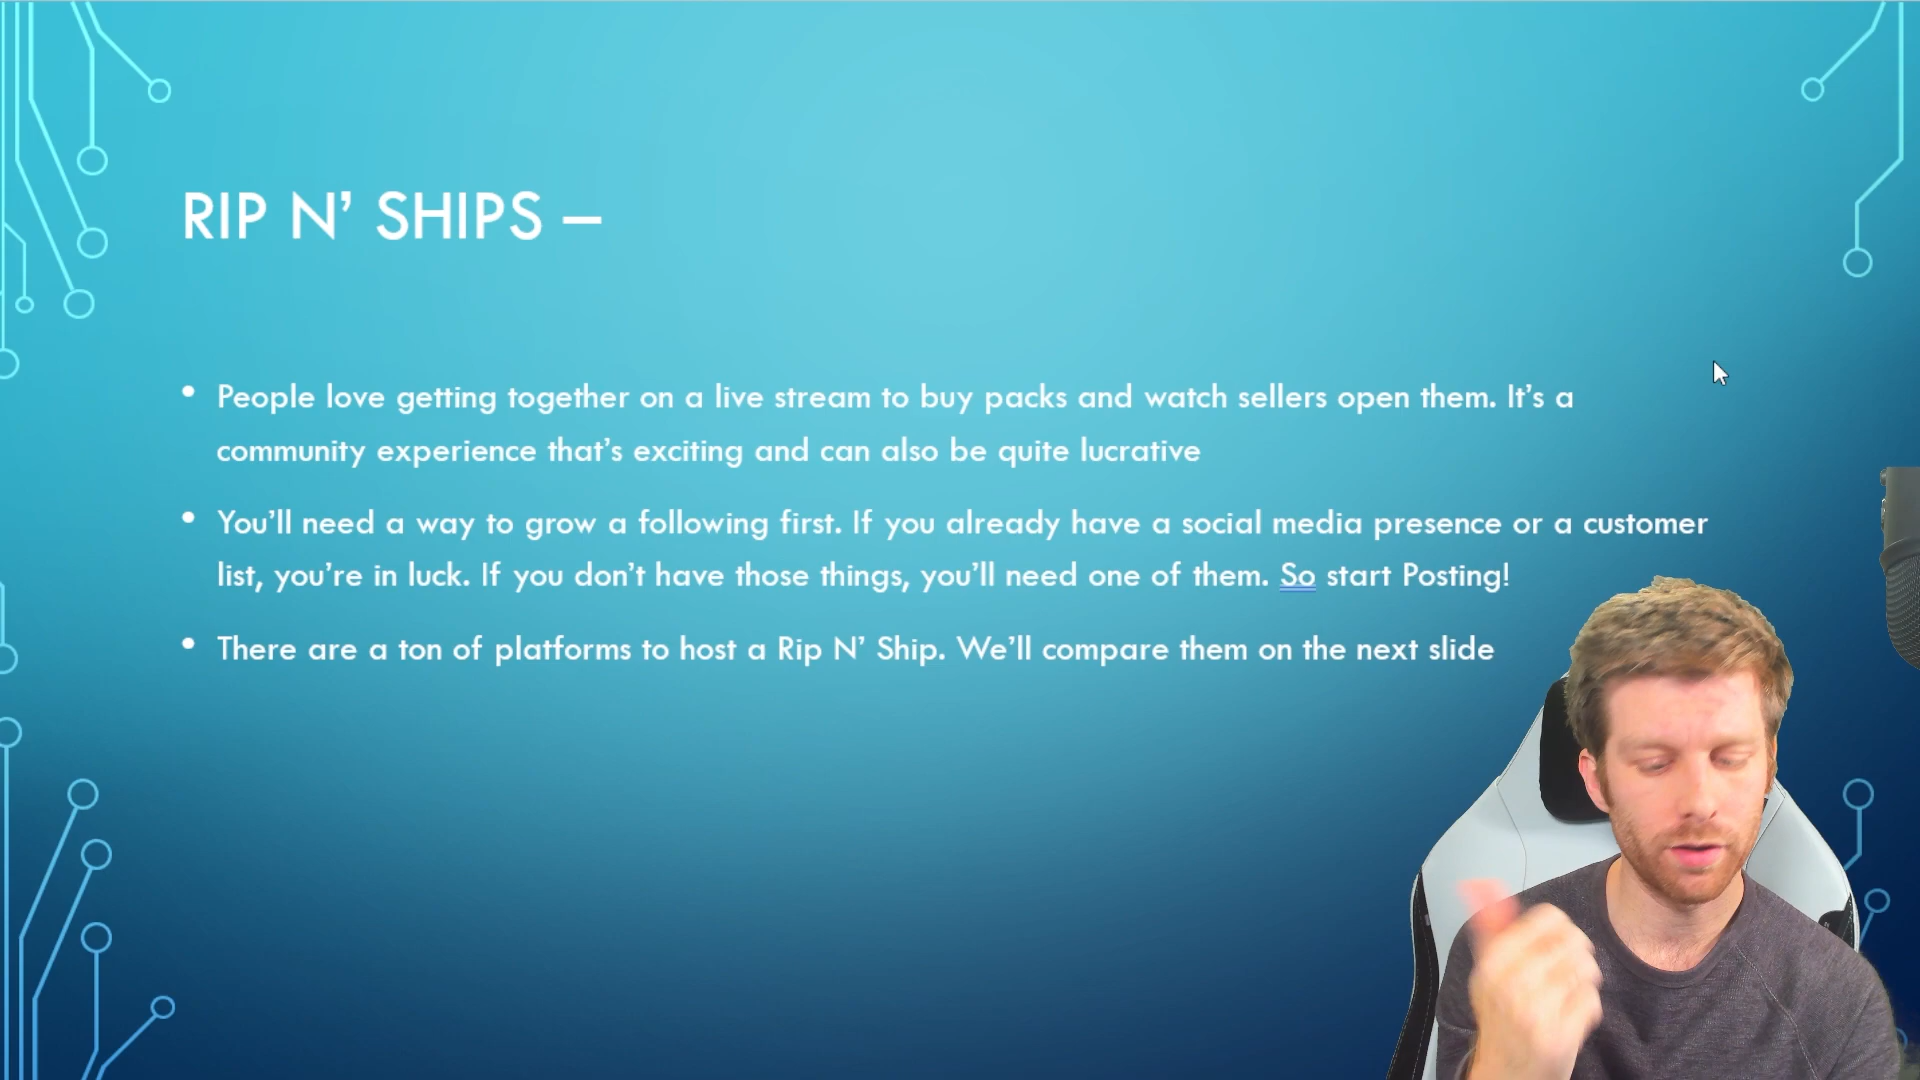 RIP N’ SHIPS –
• People love getting together on a live stream to buy packs and watch sellers open them. It’s a
community experience that’s exciting and can also be quite lucrative
• You’ll need a way to grow a following first. If you already have a social media presence or a customer
list, you’re in luck. If you don’t have those things, you’ll need one of them. So start Posting!
• There are a ton of platforms to host a Rip N’ Ship. We’ll compare them on the next slide